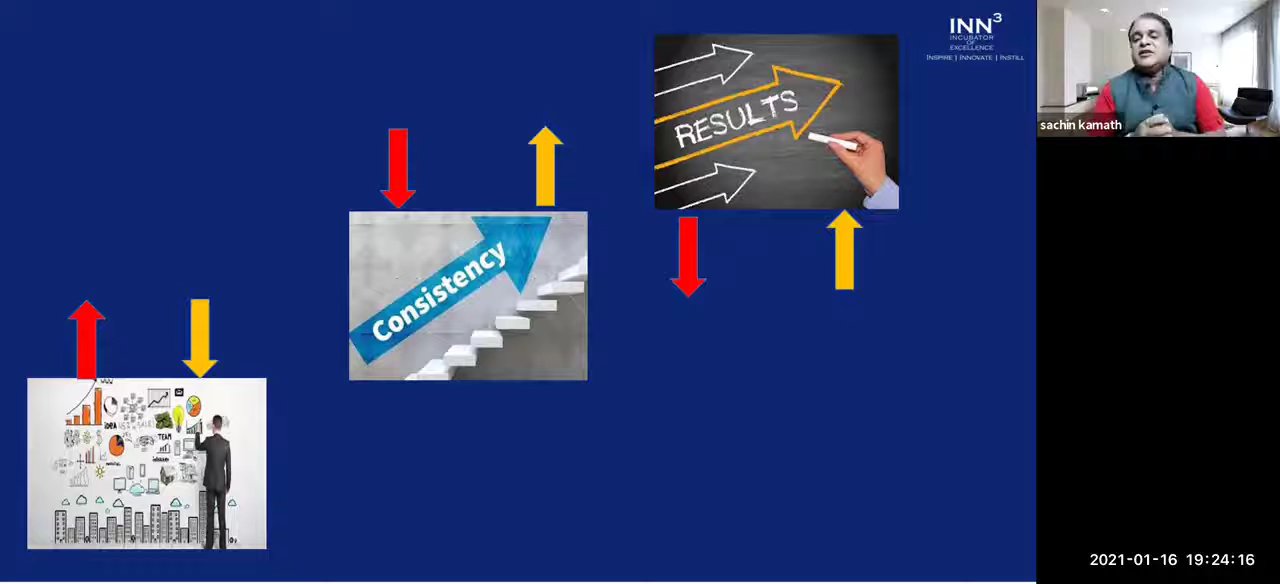 INN3
INCUBATOR
OF
EXCELLENCE
INSPIRE | INNOVATE | INSTILL
RESULTS
sachin kamath
Consistency
IDEA
TEAM
2021-01-16 19:24:16